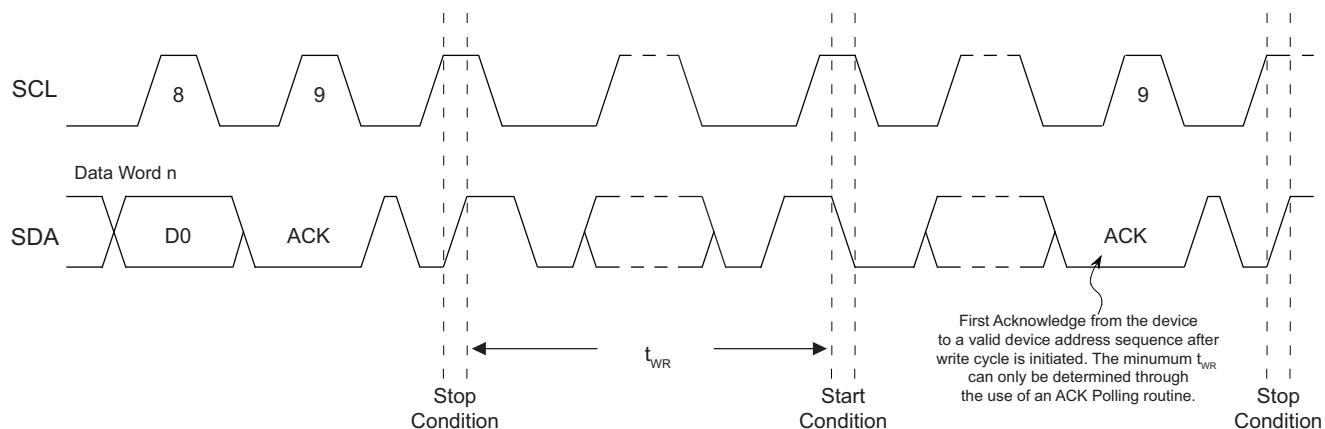 SCL
8
9
9
Data Word n
SDA
D0
ACK
ACK
First Acknowledge from the device
to a valid device address sequence after
write cycle is initiated. The minumum tWR
can only be determined through
the use of an ACK Polling routine.
tWR
Stop
Condition
Start
Condition
Stop
Condition